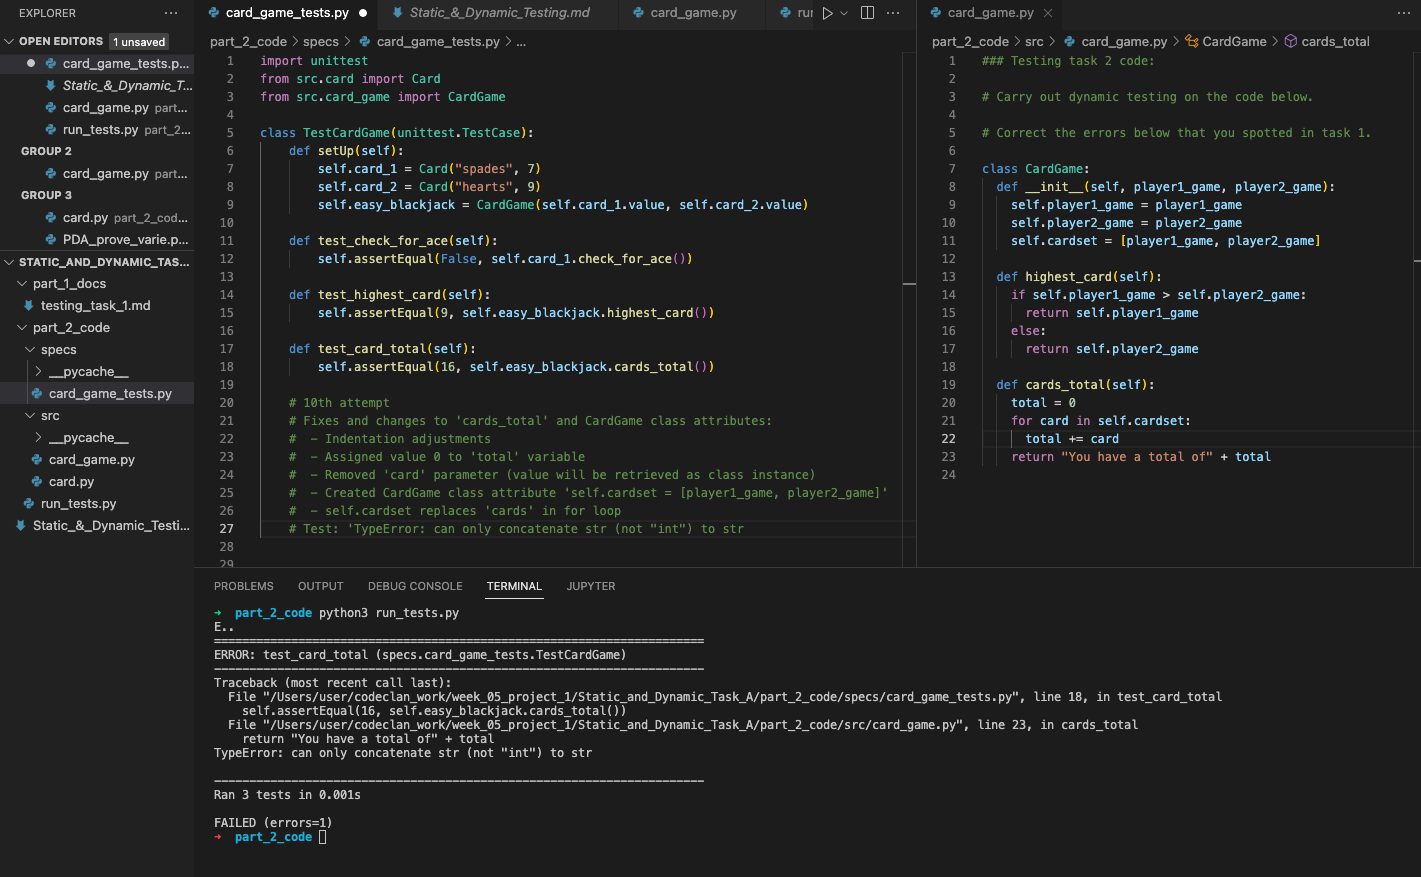 EXPLORER
OPEN EDITORS 1 unsaved
card_game_tests.p...
Static_&_Dynamic_T...
card_game.py part...
run_tests.py part_2...
GROUP 2
card_game.py part...
GROUP 3
card.py part_2_cod...
PDA_prove_varie.p...
STATIC_AND_DYNAMIC_TAS...
part_1_docs
testing_task_1.md
part_2_code
specs
__pycache__
card_game_tests.py
src
__pycache__
card_game.py
card.py
run_tests.py
Static_&_Dynamic_Testi...
card_game_tests.py Static_&_Dynamic_Testing.md card_game.py rur
part_2_code > specs > card_game_tests.py > ...
1 import unittest
2 from src.card import Card
3 from src.card_game import CardGame
4
5 class TestCardGame(unittest.TestCase):
6 def setUp(self):
7 self.card_1 = Card("spades", 7)
8 self.card_2 = Card("hearts", 9)
9 self.easy_blackjack = CardGame(self.card_1.value, self.card_2.value)
10
11 def test_check_for_ace(self):
12 self.assertEqual(False, self.card_1.check_for_ace())
13
14 def test_highest_card(self):
15 self.assertEqual(9, self.easy_blackjack.highest_card())
16
17 def test_card_total(self):
18 self.assertEqual(16, self.easy_blackjack.cards_total())
19
20 # 10th attempt
21 # Fixes and changes to 'cards_total' and CardGame class attributes:
22 #  - Indentation adjustments
23 #  - Assigned value 0 to 'total' variable
24 #  - Removed 'card' parameter (value will be retrieved as class instance)
25 #  - Created CardGame class attribute 'self.cardset = [player1_game, player2_game]'
26 #  - self.cardset replaces 'cards' in for loop
27 # Test: 'TypeError: can only concatenate str (not "int") to str
28
29
card_game.py
part_2_code > src > card_game.py > CardGame > cards_total
1 ### Testing task 2 code:
2
3 # Carry out dynamic testing on the code below.
4
5 # Correct the errors below that you spotted in task 1.
6
7 class CardGame:
8 def __init__(self, player1_game, player2_game):
9 self.player1_game = player1_game
10 self.player2_game = player2_game
11 self.cardset = [player1_game, player2_game]
12
13 def highest_card(self):
14 if self.player1_game > self.player2_game:
15 return self.player1_game
16 else:
17 return self.player2_game
18
19 def cards_total(self):
20 total = 0
21 for card in self.cardset:
22 total += card
23 return "You have a total of" + total
24
PROBLEMS OUTPUT DEBUG CONSOLE TERMINAL JUPYTER
→ part_2_code python3 run_tests.py
E..
======================================================================
ERROR: test_card_total (specs.card_game_tests.TestCardGame)
----------------------------------------------------------------------
Traceback (most recent call last):
File "/Users/user/codeclan_work/week_05_project_1/Static_and_Dynamic_Task_A/part_2_code/specs/card_game_tests.py", line 18, in test_card_total
self.assertEqual(16, self.easy_blackjack.cards_total())
File "/Users/user/codeclan_work/week_05_project_1/Static_and_Dynamic_Task_A/part_2_code/src/card_game.py", line 23, in cards_total
return "You have a total of" + total
TypeError: can only concatenate str (not "int") to str
----------------------------------------------------------------------
Ran 3 tests in 0.001s
FAILED (errors=1)
→ part_2_code